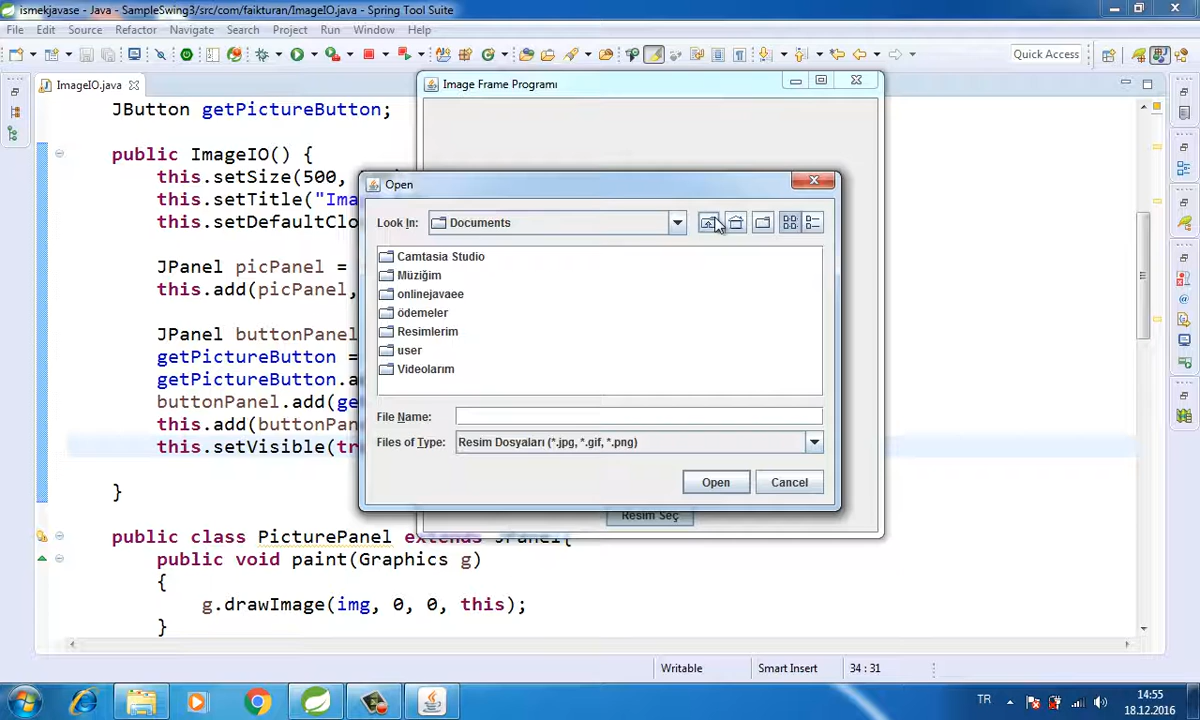 ismekjavase - Java - SampleSwing3/src/com/faikturan/ImageIO.java - Spring Tool Suite
File Edit Source Refactor Navigate Search Project Run Window Help
Quick Access
ImageIO.java
JButton getPictureButton;
public ImageIO() {
this.setSize(500,
this.setTitle("Ima
this.setDefaultClo
JPanel picPanel =
this.add(picPanel,
JPanel buttonPanel
getPictureButton =
getPictureButton.a
buttonPanel.add(ge
this.add(buttonPan
this.setVisible(tr
}
public class PicturePanel extends JPanel{
public void paint(Graphics g)
{
g.drawImage(img, 0, 0, this);
}
Image Frame Programı
Open
Look In: Documents
Camtasia Studio
Müziğim
onlinejavaee
ödemeler
Resimlerim
user
Videolarım
File Name:
Files of Type: Resim Dosyaları (*.jpg, *.gif, *.png)
Open Cancel
Resim Seç
Writable Smart Insert 34 : 31
TR 14:55
18.12.2016